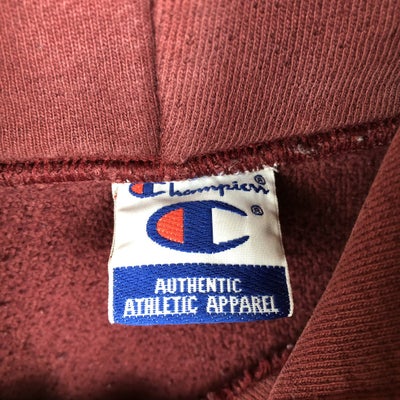 Champion®
C®
AUTHENTIC
ATHLETIC APPAREL